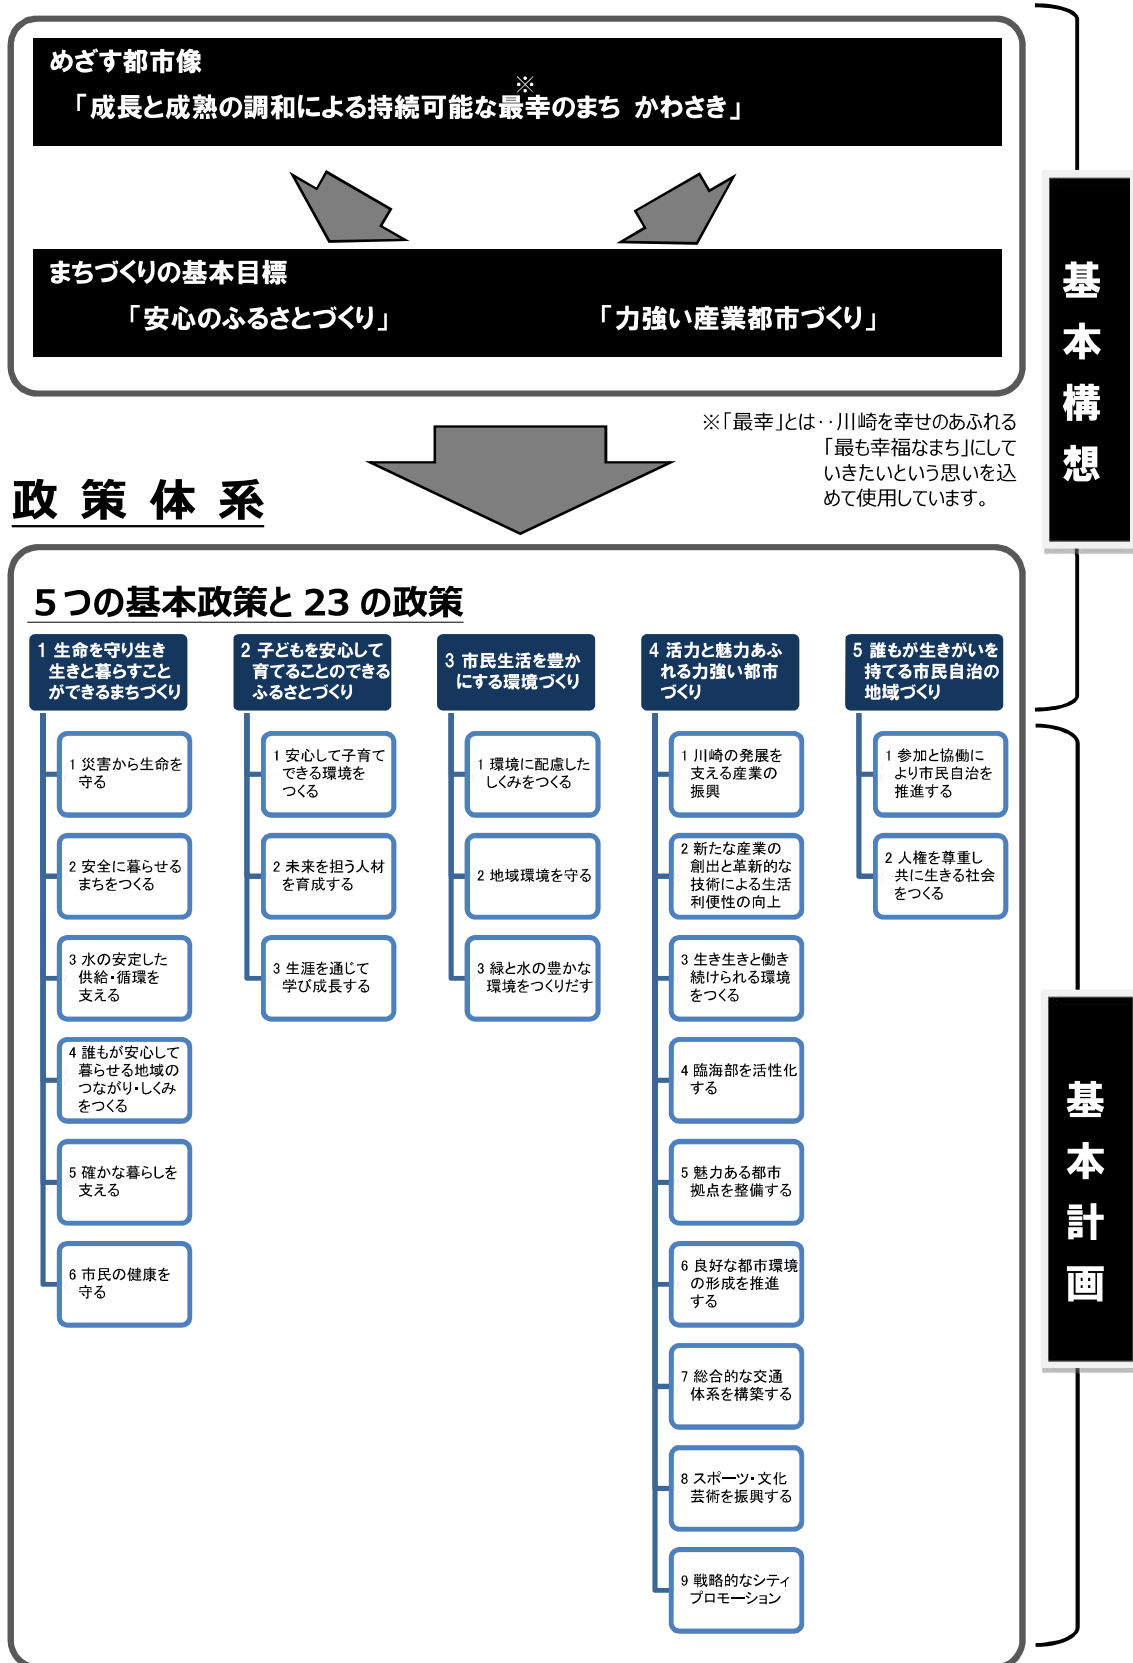 めざす都市像
※
「成長と成熟の調和による持続可能な最幸のまち かわさき」
まちづくりの基本目標
「安心のふるさとづくり」
「力強い産業都市づくり」
基本構想
※「最幸」とは‥川崎を幸せのあふれる
「最も幸福なまち」にして
いきたいという思いを込
めて使用しています。
政策体系
5つの基本政策と23の政策
1 生命を守り生き
生きと暮らすこと
ができるまちづくり
1 災害から生命を
守る
2 安全に暮らせる
まちをつくる
3 水の安定した
供給・循環を
支える
4 誰もが安心して
暮らせる地域の
つながり・しくみ
をつくる
5 確かな暮らしを
支える
6 市民の健康を
守る
2 子どもを安心して
育てることのできる
ふるさとづくり
1 安心して子育て
できる環境を
つくる
2 未来を担う人材
を育成する
3 生涯を通じて
学び成長する
3 市民生活を豊か
にする環境づくり
1 環境に配慮した
しくみをつくる
2 地域環境を守る
3 緑と水の豊かな
環境をつくりだす
4 活力と魅力あふ
れる力強い都市
づくり
1 川崎の発展を
支える産業の
振興
2 新たな産業の
創出と革新的な
技術による生活
利便性の向上
3 生き生きと働き
続けられる環境
をつくる
4 臨海部を活性化
する
5 魅力ある都市
拠点を整備する
6 良好な都市環境
の形成を推進
する
7 総合的な交通
体系を構築する
8 スポーツ・文化
芸術を振興する
9 戦略的なシティ
プロモーション
5 誰もが生きがいを
持てる市民自治の
地域づくり
1 参加と協働に
より市民自治を
推進する
2 人権を尊重し
共に生きる社会
をつくる
基本計画